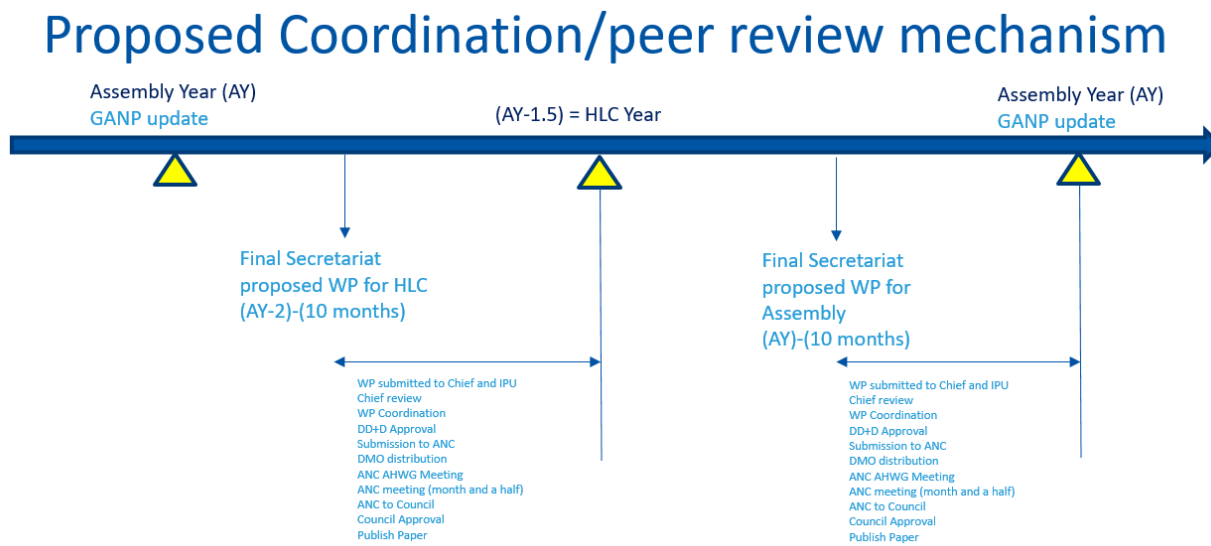 Proposed Coordination/peer review mechanism
Assembly Year (AY)
GANP update
(AY-1.5) = HLC Year
Assembly Year (AY)
GANP update
Final Secretariat
proposed WP for HLC
(AY-2)-(10 months)
Final Secretariat
proposed WP for
Assembly
(AY)-(10 months)
WP submitted to Chief and IPU
Chief review
WP Coordination
DD+D Approval
Submission to ANC
DMO distribution
ANC AHWG Meeting
ANC meeting (month and a half)
ANC to Council
Council Approval
Publish Paper
WP submitted to Chief and IPU
Chief review
WP Coordination
DD+D Approval
Submission to ANC
DMO distribution
ANC AHWG Meeting
ANC meeting (month and a half)
ANC to Council
Council Approval
Publish Paper